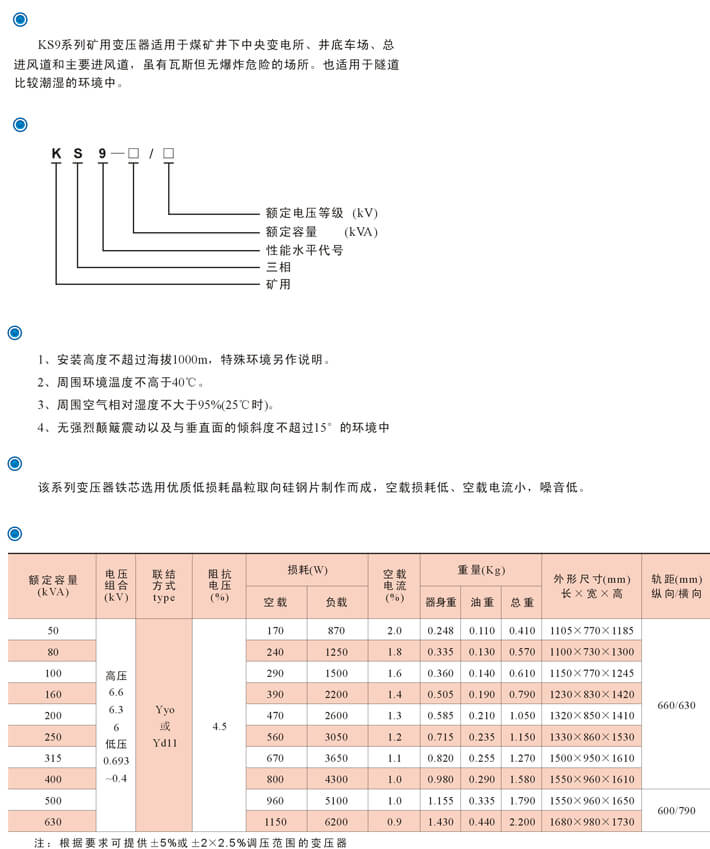 KS9系列矿用变压器适用于煤矿井下中央变电所、井底车场、总
进风道和主要进风道，虽有瓦斯但无爆炸危险的场所。也适用于隧道
比较潮湿的环境中。
K S 9—□/□
额定电压等级 (kV)
额定容量 (kVA)
性能水平代号
三相
矿用
1、安装高度不超过海拔1000m，特殊环境另作说明。
2、周围环境温度不高于40℃。
3、周围空气相对湿度不大于95%(25℃时)。
4、无强烈颠簸震动以及与垂直面的倾斜度不超过15°的环境中
该系列变压器铁芯选用优质低损耗晶粒取向硅钢片制作而成，空载损耗低、空载电流小，噪音低。
额定容量 (kVA) 电压组合 (kV) 联结方式 type 阻抗电压 (%) 损耗(W) 空载电流 (%) 重量(Kg) 外形尺寸(mm) 长×宽×高 轨距(mm) 纵向/横向
空载 负载 器身重 油重 总重
50 170 870 2.0 0.248 0.110 0.410 1105×770×1185
80 240 1250 1.8 0.335 0.130 0.570 1100×730×1300
100 290 1500 1.6 0.360 0.140 0.610 1150×770×1245
160 390 2200 1.4 0.505 0.190 0.790 1230×830×1420
200 470 2600 1.3 0.585 0.210 1.050 1320×850×1410
250 560 3050 1.2 0.715 0.235 1.150 1330×860×1530
315 670 3650 1.1 0.820 0.255 1.270 1500×950×1610
400 800 4300 1.0 0.980 0.290 1.580 1550×960×1610
500 960 5100 1.0 1.155 0.335 1.790 1550×960×1650
630 1150 6200 0.9 1.430 0.440 2.200 1680×980×1730
高压
6.6
6.3
6
低压
0.693
~0.4
Yyo
或
Yd11
4.5
660/630
600/790
注：根据要求可提供±5%或±2×2.5%调压范围的变压器